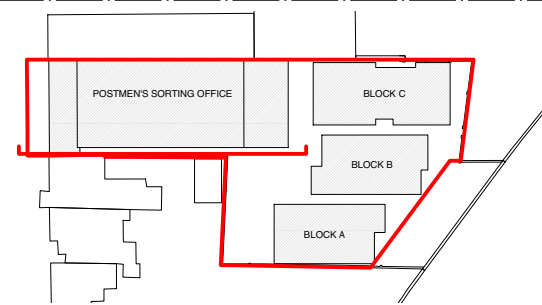 POSTMEN'S SORTING OFFICE
BLOCK C
BLOCK B
BLOCK A